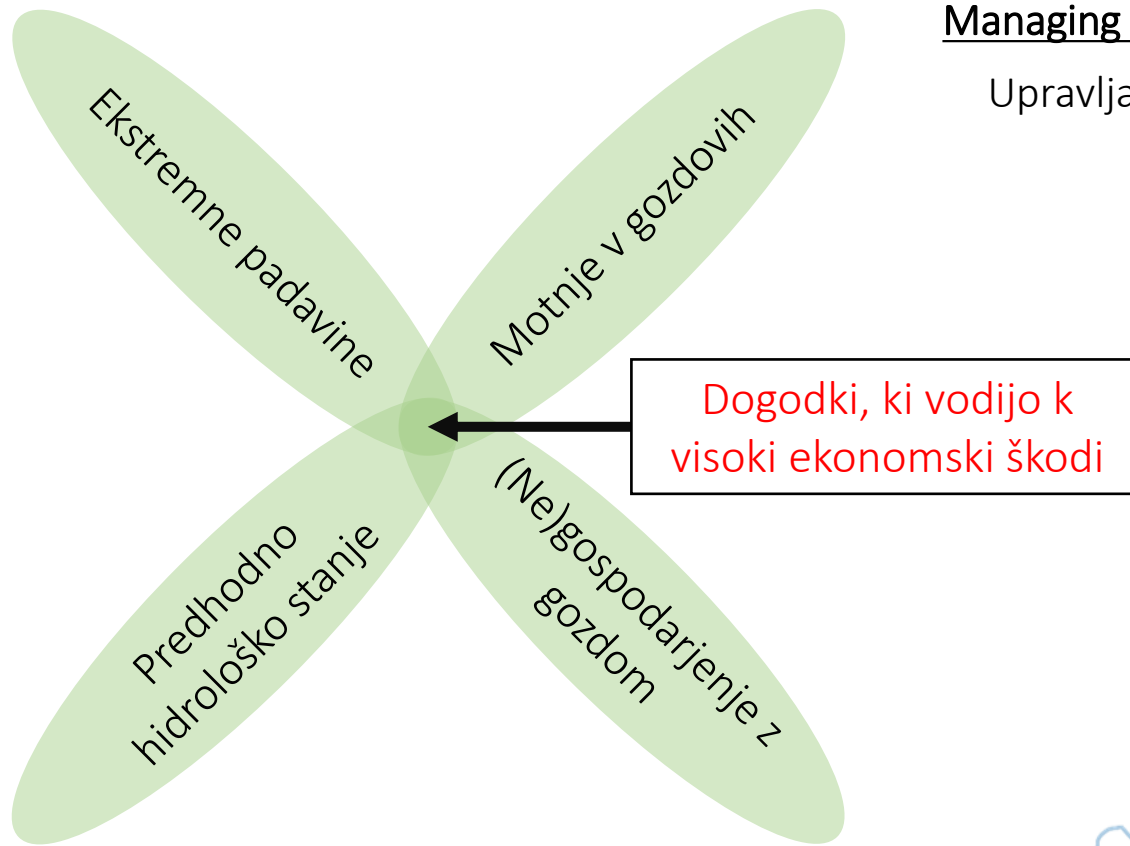 Managing
Upravlja
Ekstremne padavine
Motnje v gozdovih
Dogodki, ki vodijo k
visoki ekonomski škodi
Predhodno
hidrološko stanje
(Ne)gospodarjenje z
gozdom